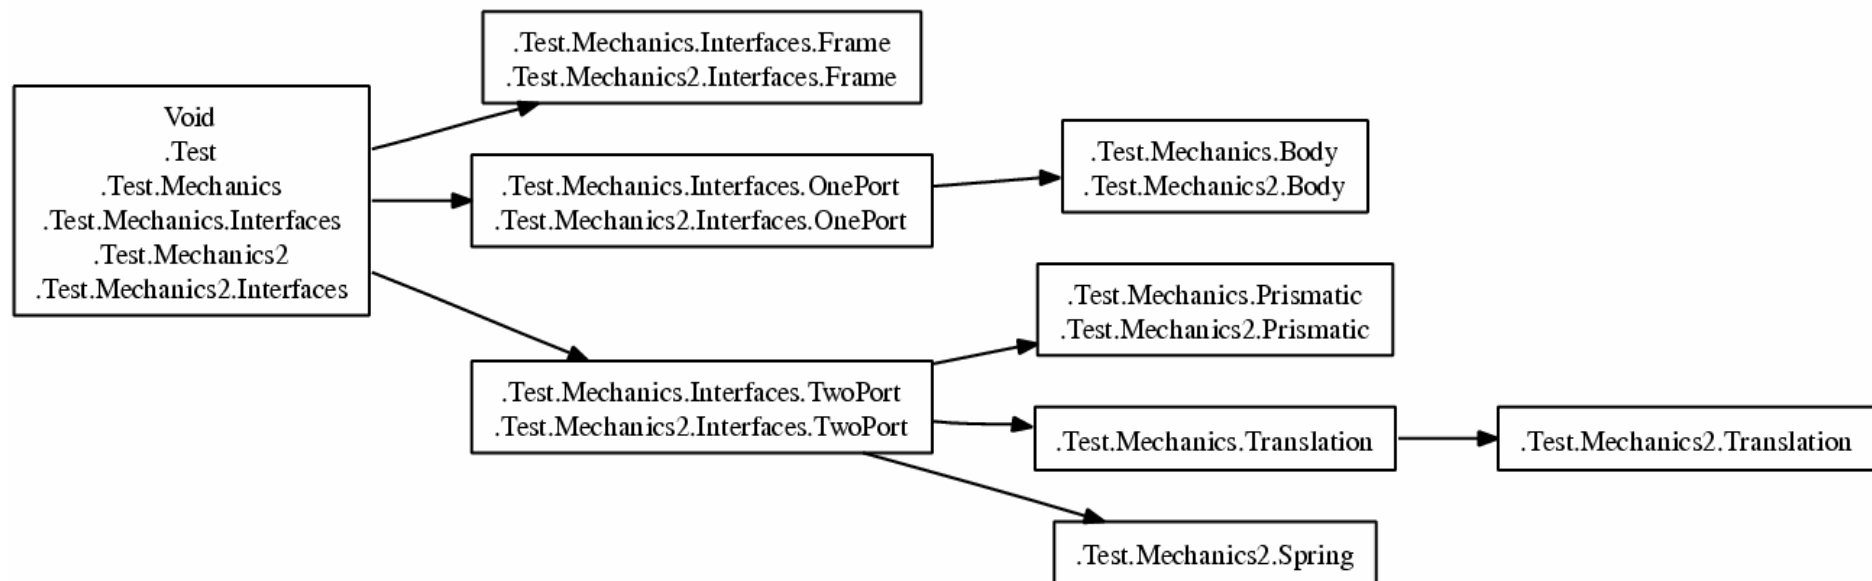 Void
.Test
.Test.Mechanics
.Test.Mechanics.Interfaces
.Test.Mechanics2
.Test.Mechanics2.Interfaces
.Test.Mechanics.Interfaces.Frame
.Test.Mechanics2.Interfaces.Frame
.Test.Mechanics.Interfaces.OnePort
.Test.Mechanics2.Interfaces.OnePort
.Test.Mechanics.Interfaces.TwoPort
.Test.Mechanics2.Interfaces.TwoPort
.Test.Mechanics.Body
.Test.Mechanics2.Body
.Test.Mechanics.Prismatic
.Test.Mechanics2.Prismatic
.Test.Mechanics.Translation
.Test.Mechanics2.Translation
.Test.Mechanics2.Spring